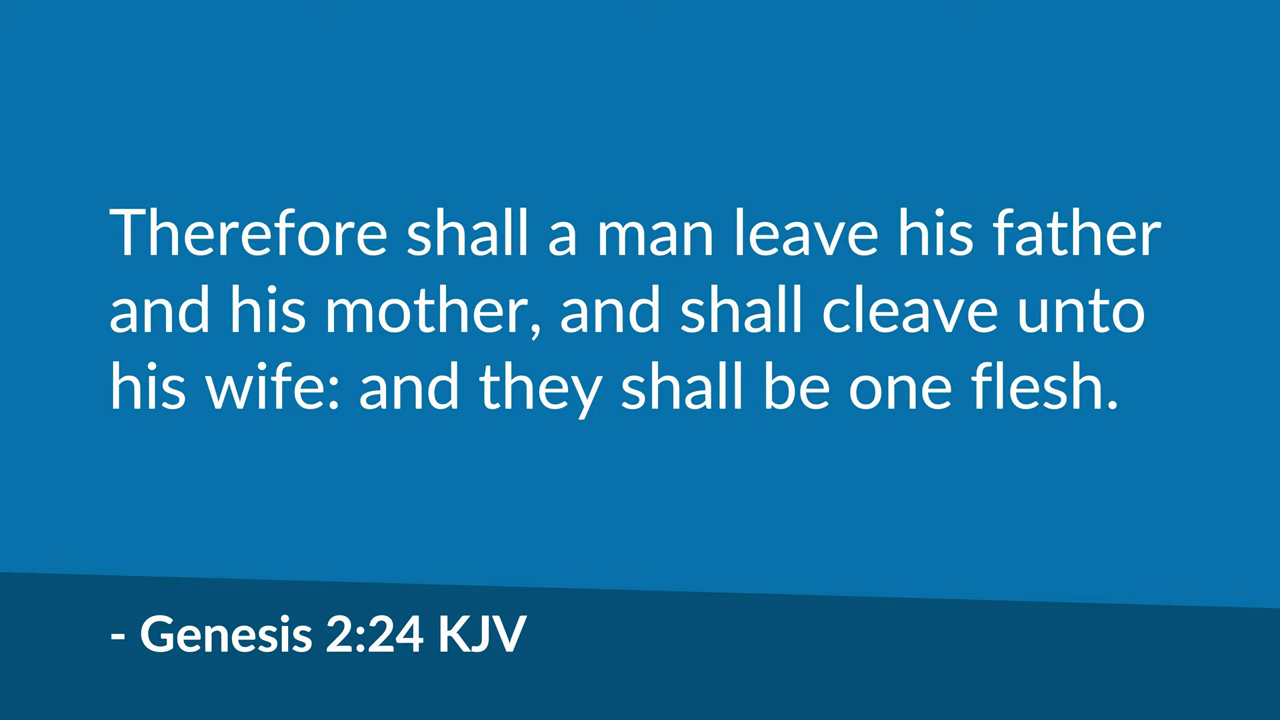 Therefore shall a man leave his father
and his mother, and shall cleave unto
his wife: and they shall be one flesh.
- Genesis 2:24 KJV